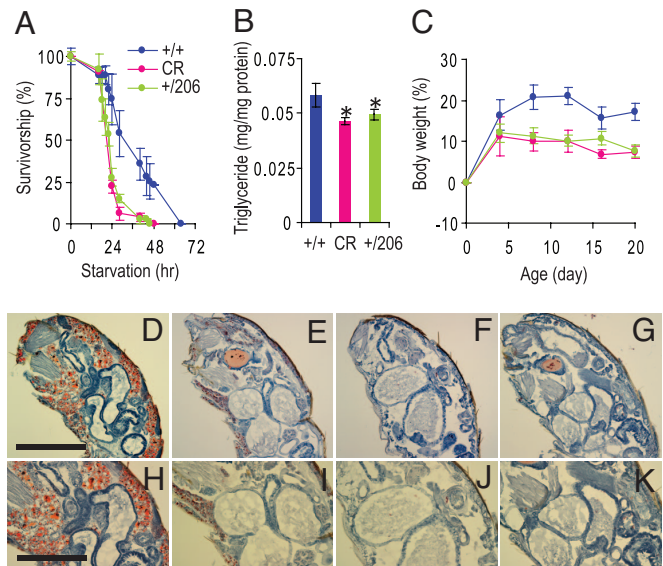 A
Survivorship (%)
100
75
50
25
0
0 24 48 72
Starvation (hr)
+/+
CR
+/206
B
Triglyceride (mg/mg protein)
0.075
0.05
0.025
0
* *
+/+ CR +/206
C
Body weight (%)
30
20
10
0
-10
0 5 10 15 20
Age (day)
D E F G
H I J K